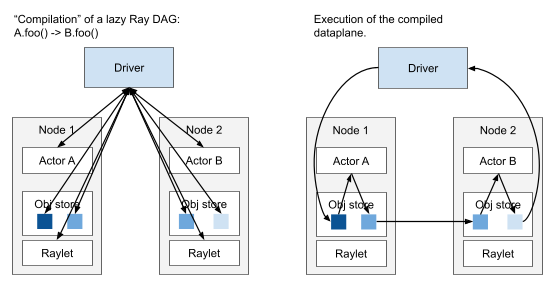 “Compilation” of a lazy Ray DAG:
A.foo() -> B.foo()
Driver
Node 1
Actor A
Obj store
Raylet
Node 2
Actor B
Obj store
Raylet
Execution of the compiled
dataplane.
Driver
Node 1
Actor A
Obj store
Raylet
Node 2
Actor B
Obj store
Raylet